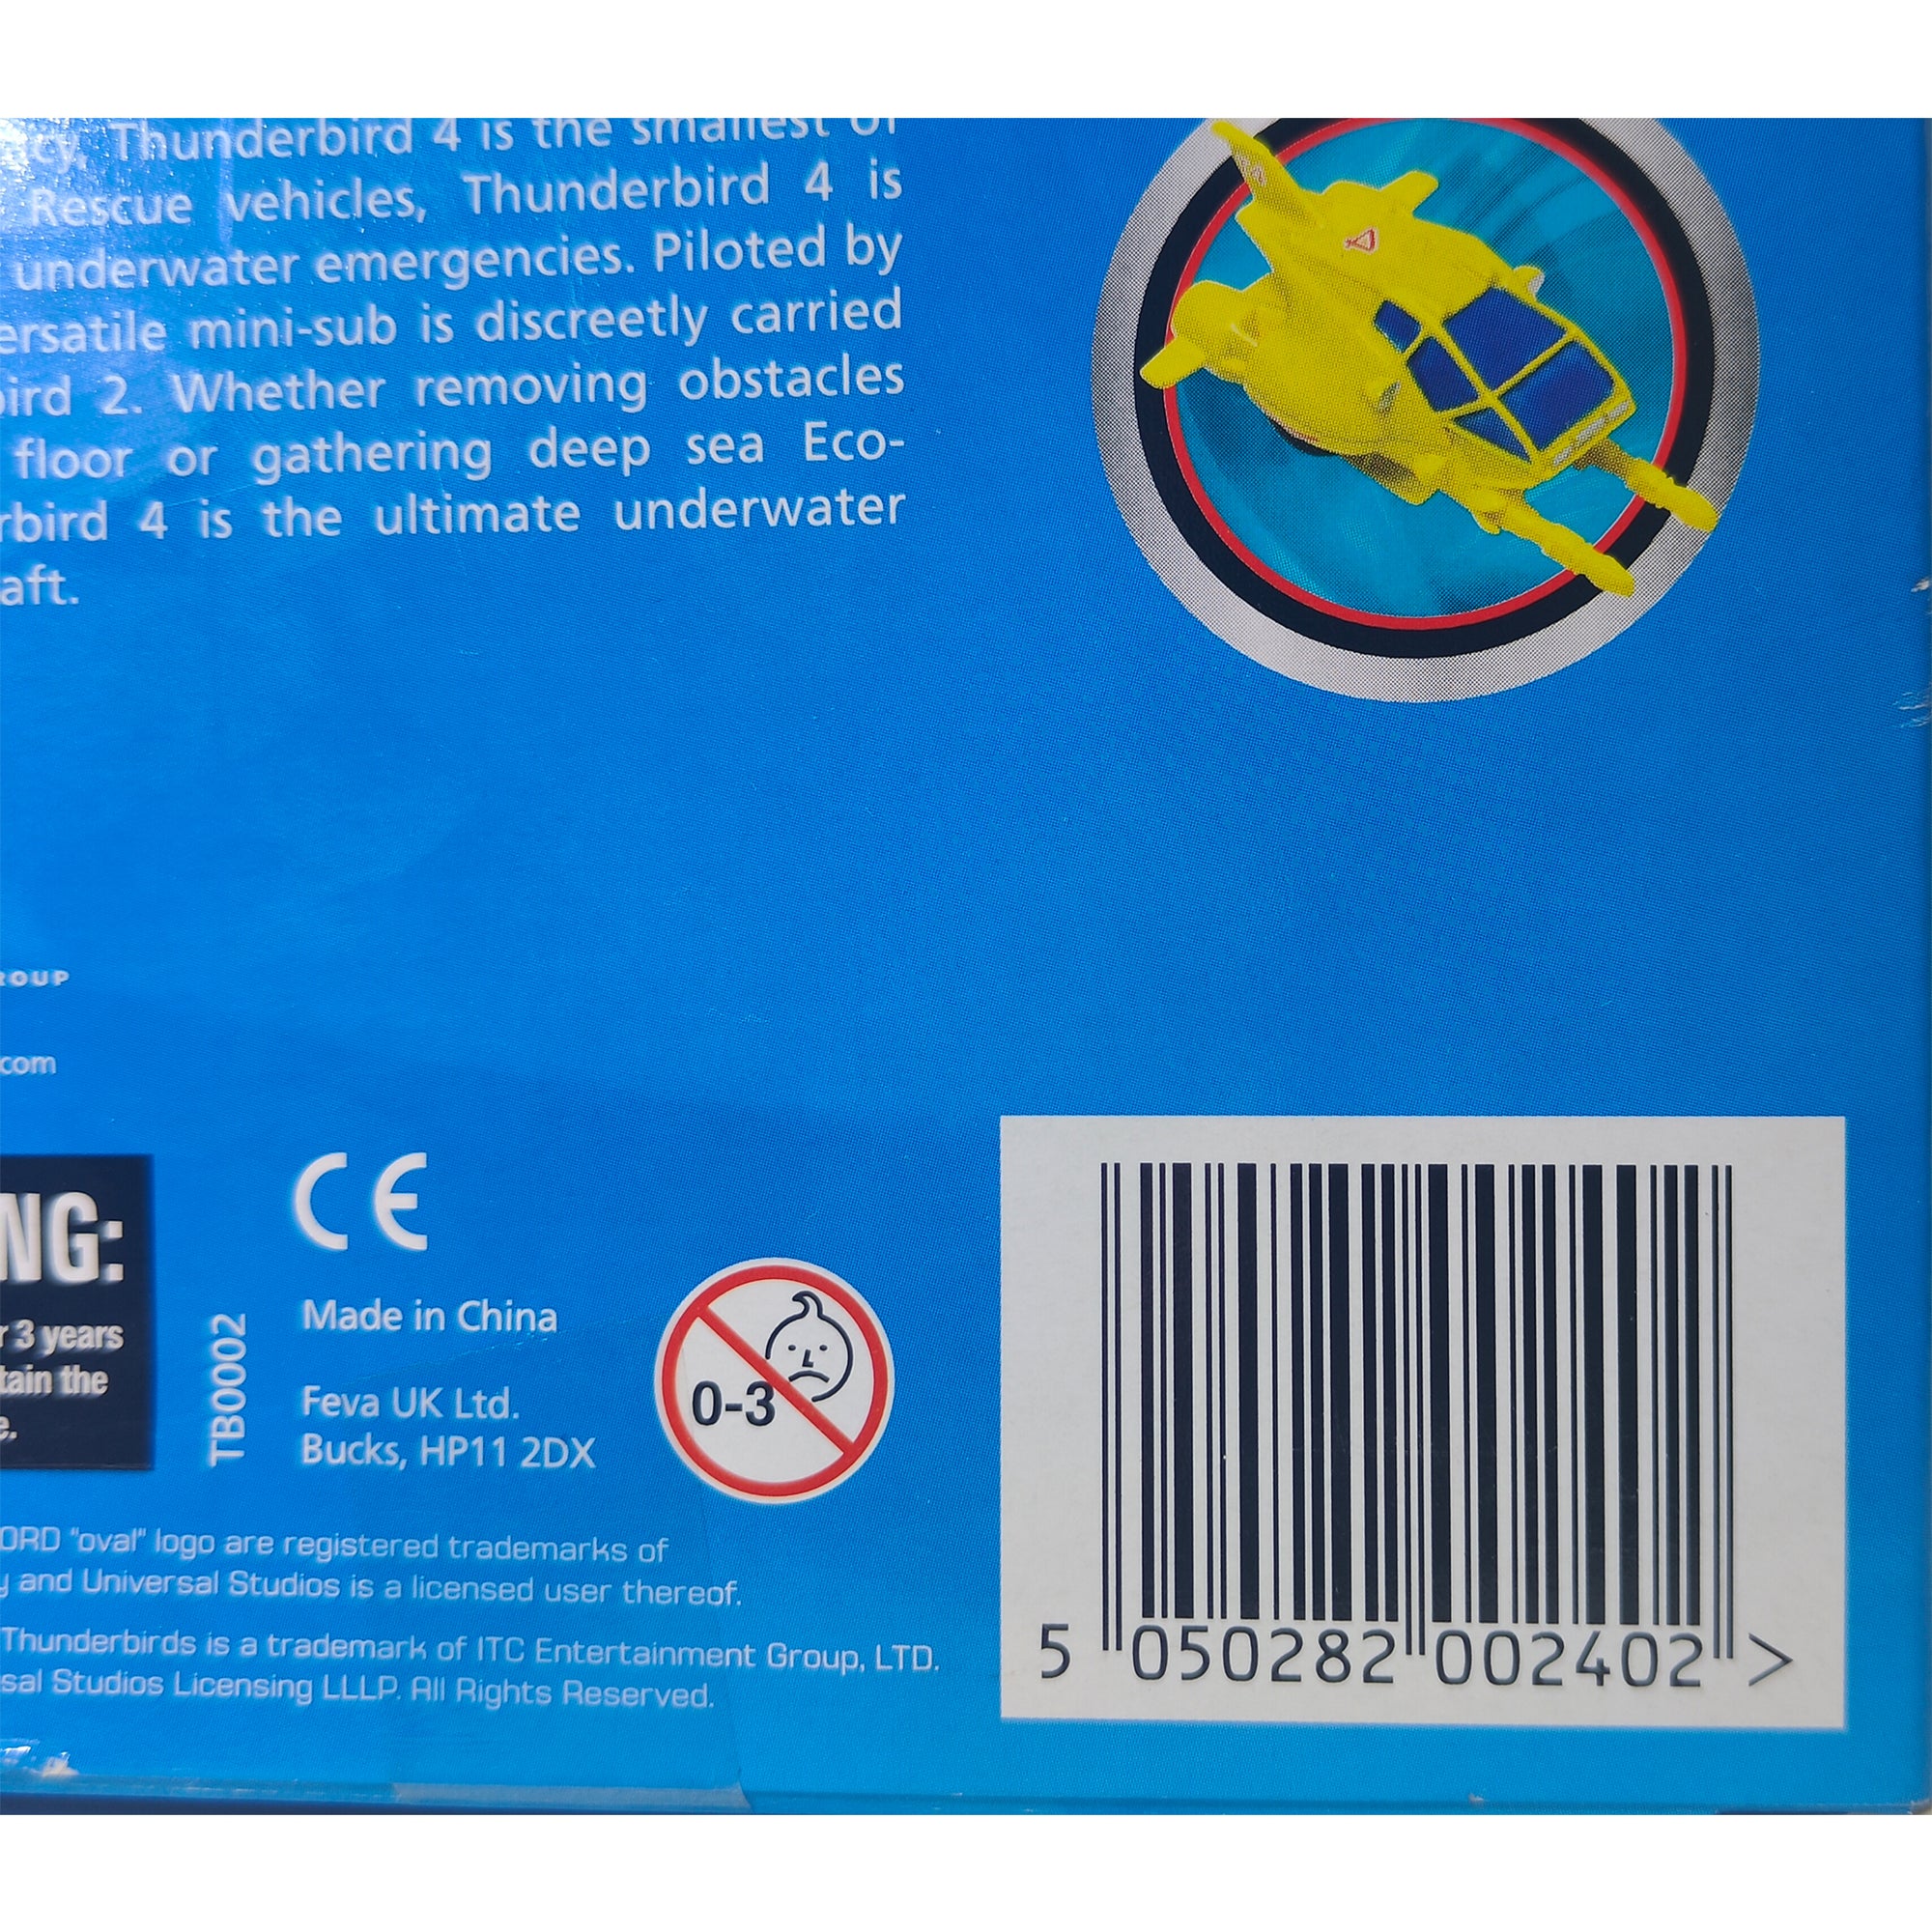 Thunderbird 4 is the smallest of
Rescue vehicles, Thunderbird 4 is
underwater emergencies. Piloted by
ersatile mini-sub is discreetly carried
bird 2. Whether removing obstacles
floor or gathering deep sea Eco-
rbird 4 is the ultimate underwater
aft.
ROUP
.com
NG:
r 3 years
tain the
e.
CE
Made in China
TB0002
Feva UK Ltd.
Bucks, HP11 2DX
0-3
ORD "oval" logo are registered trademarks of
y and Universal Studios is a licensed user thereof.
Thunderbirds is a trademark of ITC Entertainment Group, LTD.
sal Studios Licensing LLLP. All Rights Reserved.
5 050282 002402 >